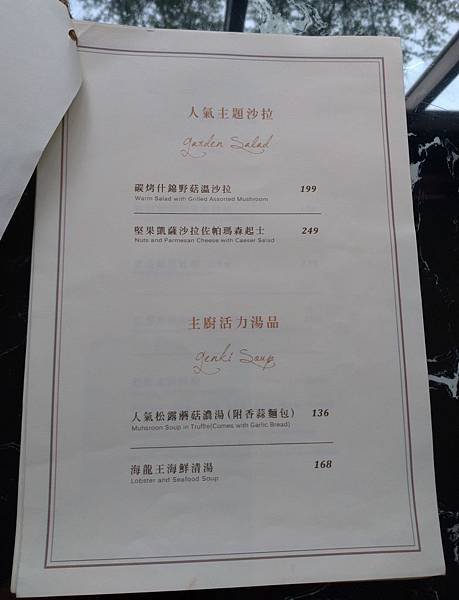 人氣主題沙拉
Garden Salad
碳烤什錦野菇溫沙拉 199
Warm Salad with Grilled Assorted Mushroom
堅果凱薩沙拉佐帕瑪森起士 249
Nuts and Parmesan Cheese with Caeser Salad
主廚活力湯品
Genki Soup
人氣松露蘑菇濃湯(附香蒜麵包) 136
Muhsroon Soup in Truffle(Comes with Garlic Bread)
海龍王海鮮清湯 168
Lobster and Seafood Soup